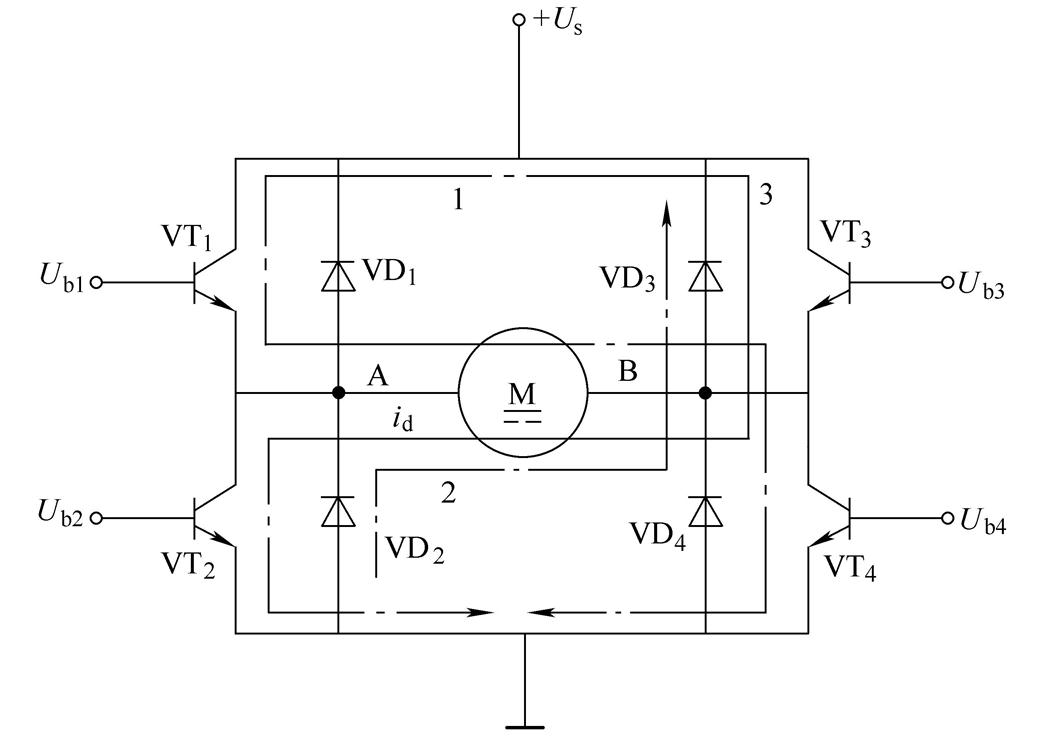 +Us
1
3
VT1
VT3
Ub1
VD1
VD3
Ub3
A
B
M
id
2
Ub2
VD2
VD4
Ub4
VT2
VT4